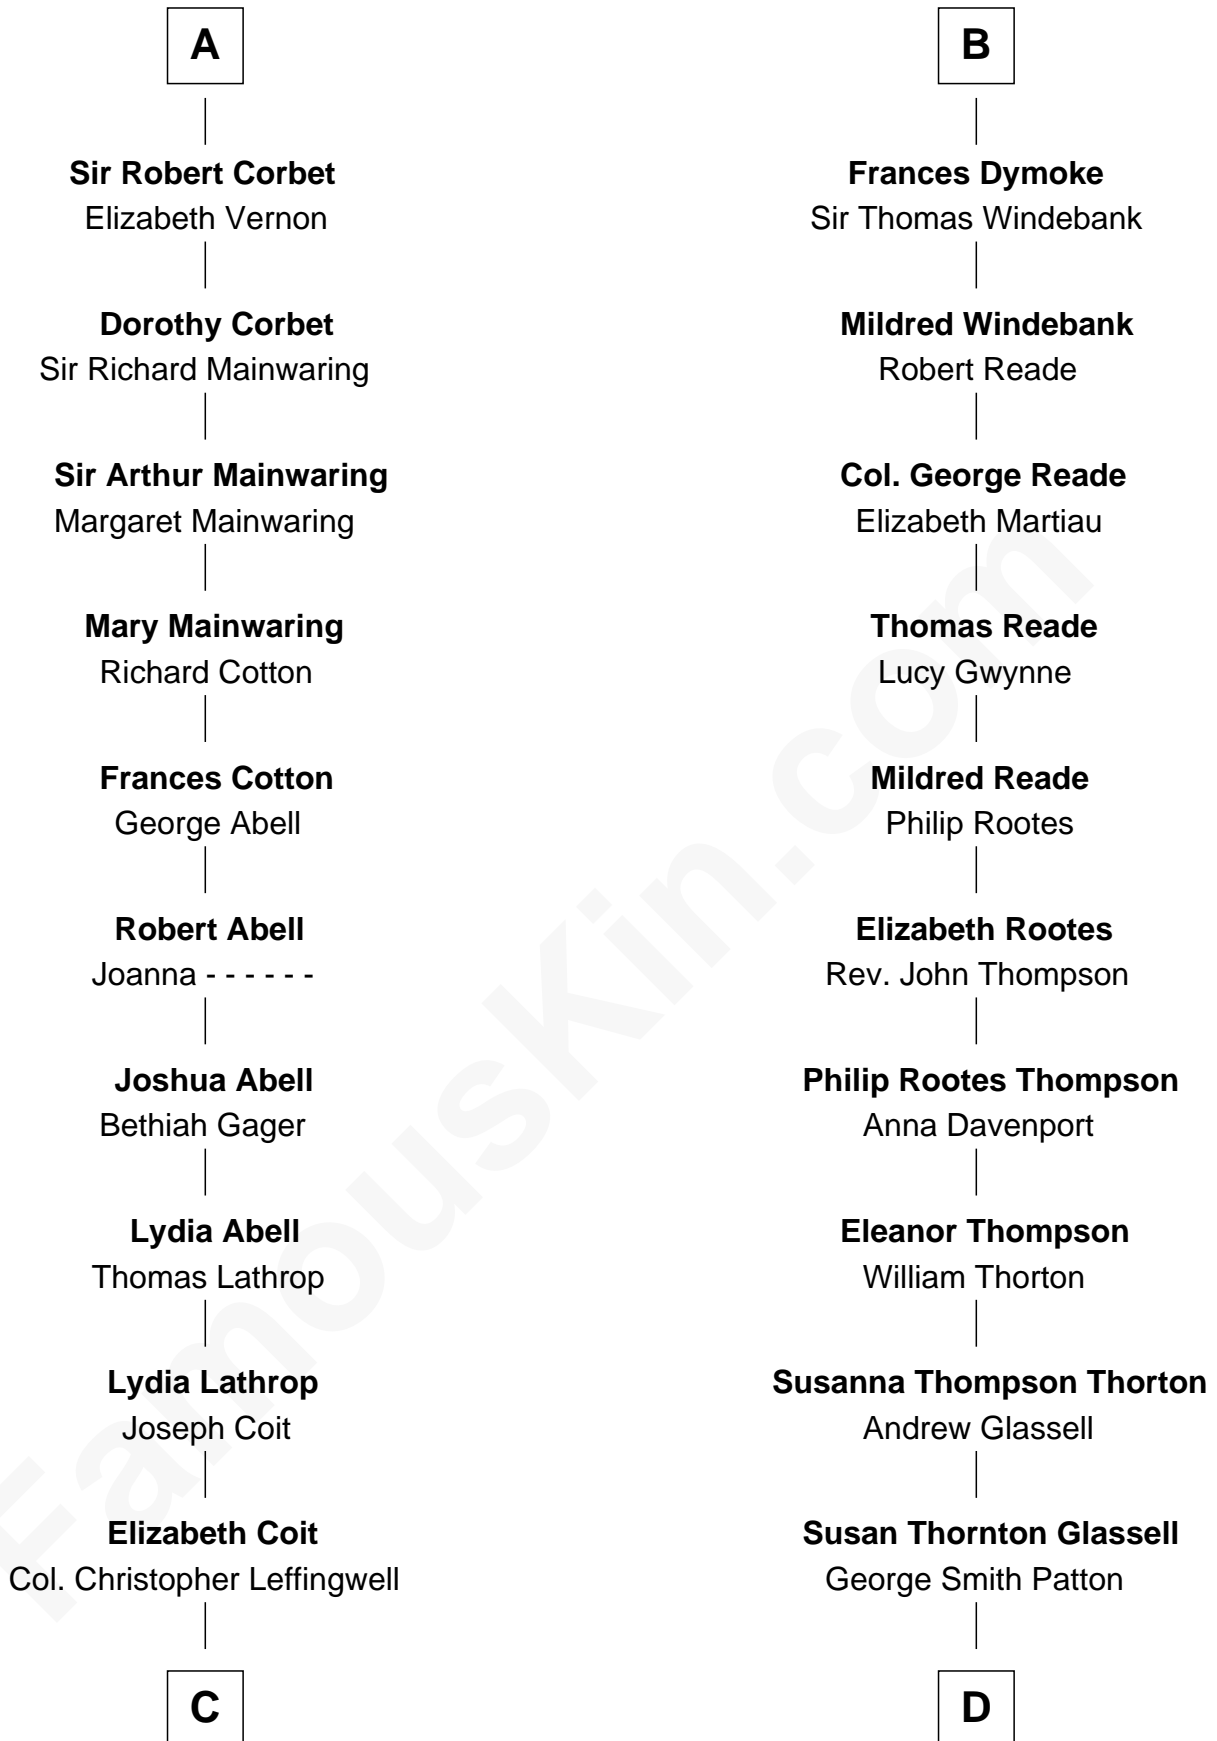 A
Sir Robert Corbet
Elizabeth Vernon
Dorothy Corbet
Sir Richard Mainwaring
Sir Arthur Mainwaring
Margaret Mainwaring
Mary Mainwaring
Richard Cotton
Frances Cotton
George Abell
Robert Abell
Joanna - - - - - -
Joshua Abell
Bethiah Gager
Lydia Abell
Thomas Lathrop
Lydia Lathrop
Joseph Coit
Elizabeth Coit
Col. Christopher Leffingwell
C
B
Frances Dymoke
Sir Thomas Windebank
Mildred Windebank
Robert Reade
Col. George Reade
Elizabeth Martiau
Thomas Reade
Lucy Gwynne
Mildred Reade
Philip Rootes
Elizabeth Rootes
Rev. John Thompson
Philip Rootes Thompson
Anna Davenport
Eleanor Thompson
William Thorton
Susanna Thompson Thorton
Andrew Glassell
Susan Thornton Glassell
George Smith Patton
D
FamousKin.com